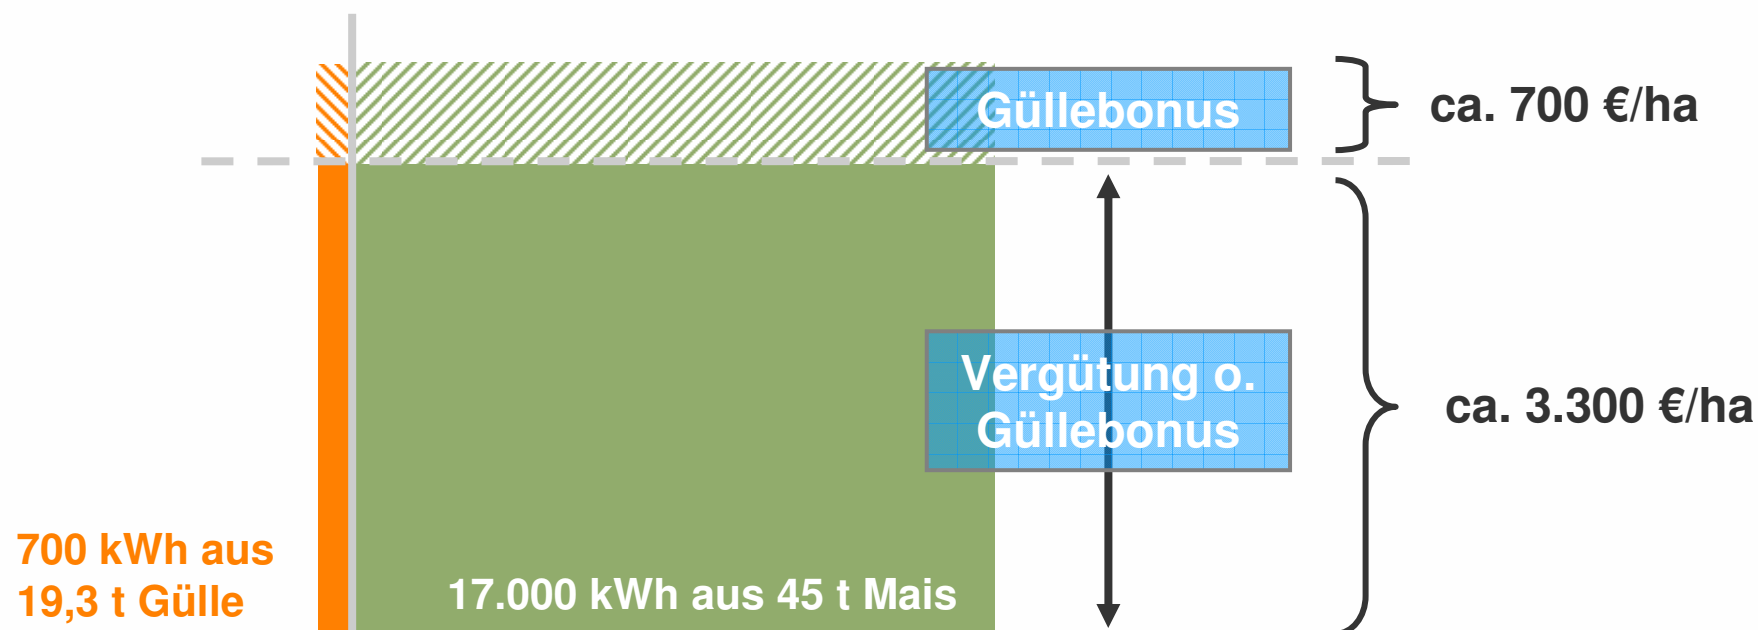 Güllebonus
ca. 700 €/ha
Vergütung o.
Güllebonus
ca. 3.300 €/ha
700 kWh aus
19,3 t Gülle
17.000 kWh aus 45 t Mais